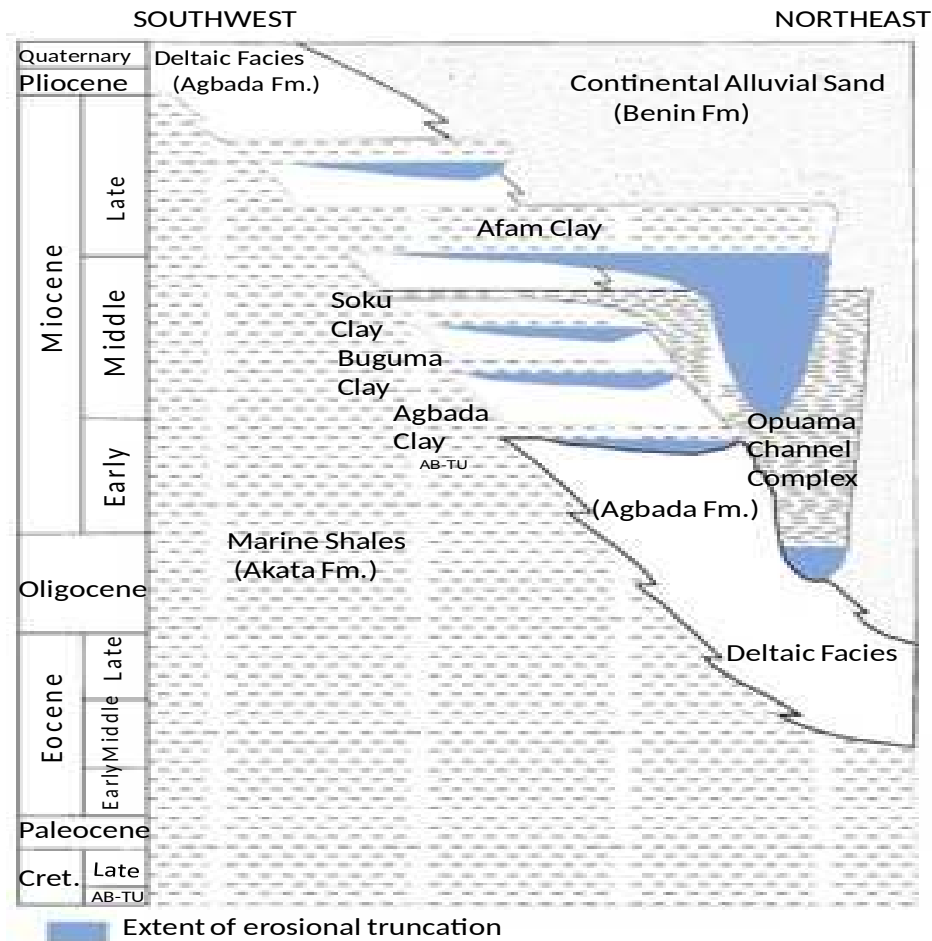 SOUTHWEST
NORTHEAST
Quaternary
Pliocene
Miocene
Late
Middle
Early
Oligocene
Eocene
Late
Middle
Early
Paleocene
Cret.
Late
AB-TU
Deltaic Facies
(Agbada Fm.)
Continental Alluvial Sand
(Benin Fm)
Afam Clay
Soku
Clay
Buguma
Clay
Agbada
Clay
AB-TU
Opuama
Channel
Complex
(Agbada Fm.)
Marine Shales
(Akata Fm.)
Deltaic Facies
Extent of erosional truncation